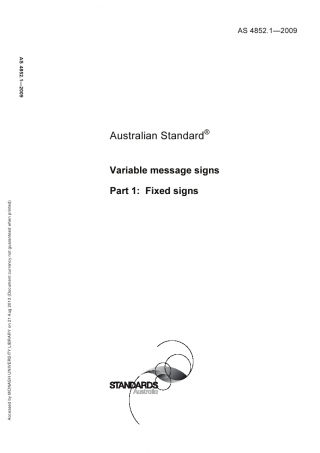 AS 4852.1—2009
AS 4852.1—2009
Australian Standard®
Variable message signs
Part 1: Fixed signs
STANDARDS
Australia
Accessed by MONASH UNIVERSITY LIBRARY on 21 Aug 2010 (Document currency not guaranteed when printed)